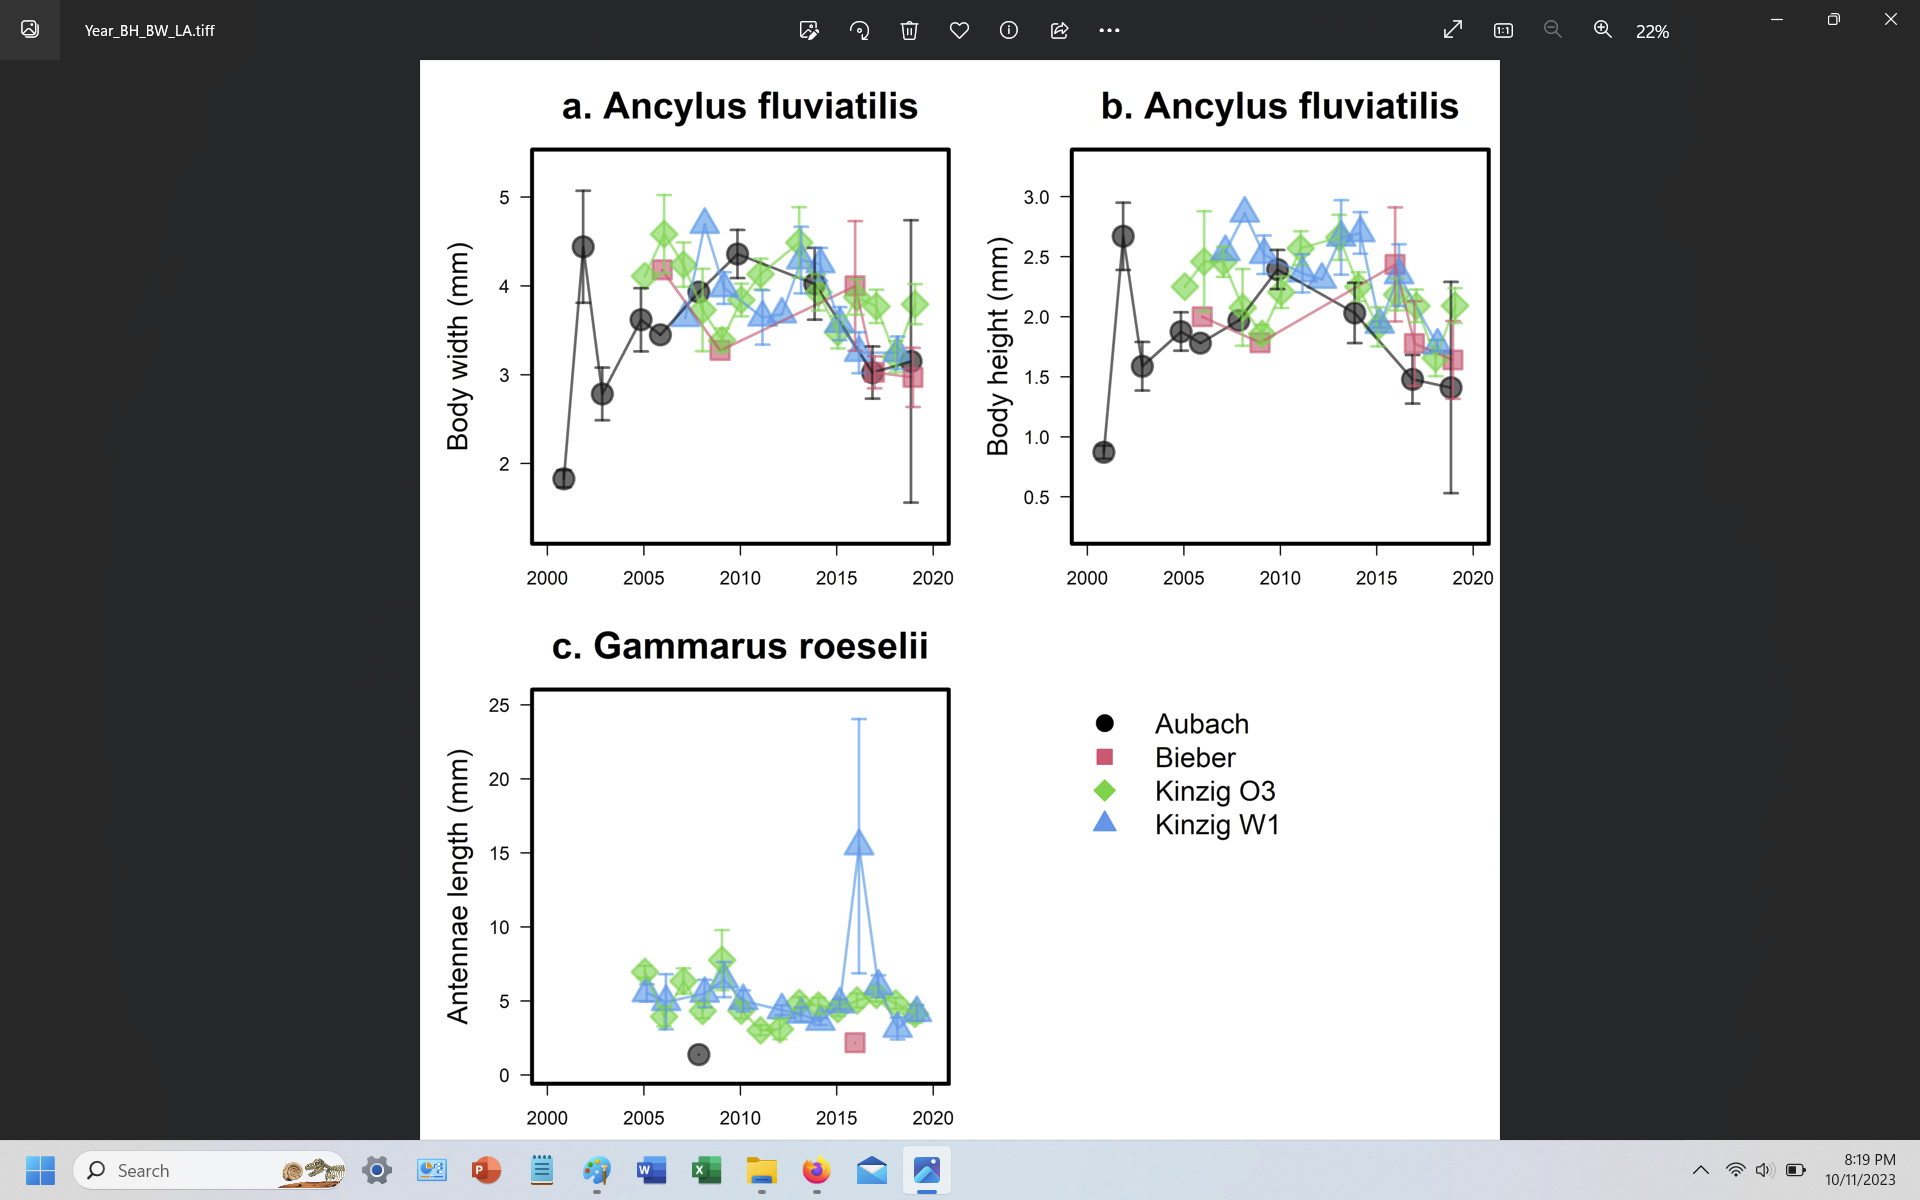 Year_BH_BW_LA.tiff
22%
a. Ancylus fluviatilis
b. Ancylus fluviatilis
Body width (mm)
5
4
3
2
2000 2005 2010 2015 2020
Body height (mm)
3.0
2.5
2.0
1.5
1.0
0.5
2000 2005 2010 2015 2020
c. Gammarus roeselii
Antennae length (mm)
25
20
15
10
5
0
2000 2005 2010 2015 2020
Aubach
Bieber
Kinzig O3
Kinzig W1
Search
8:19 PM
10/11/2023